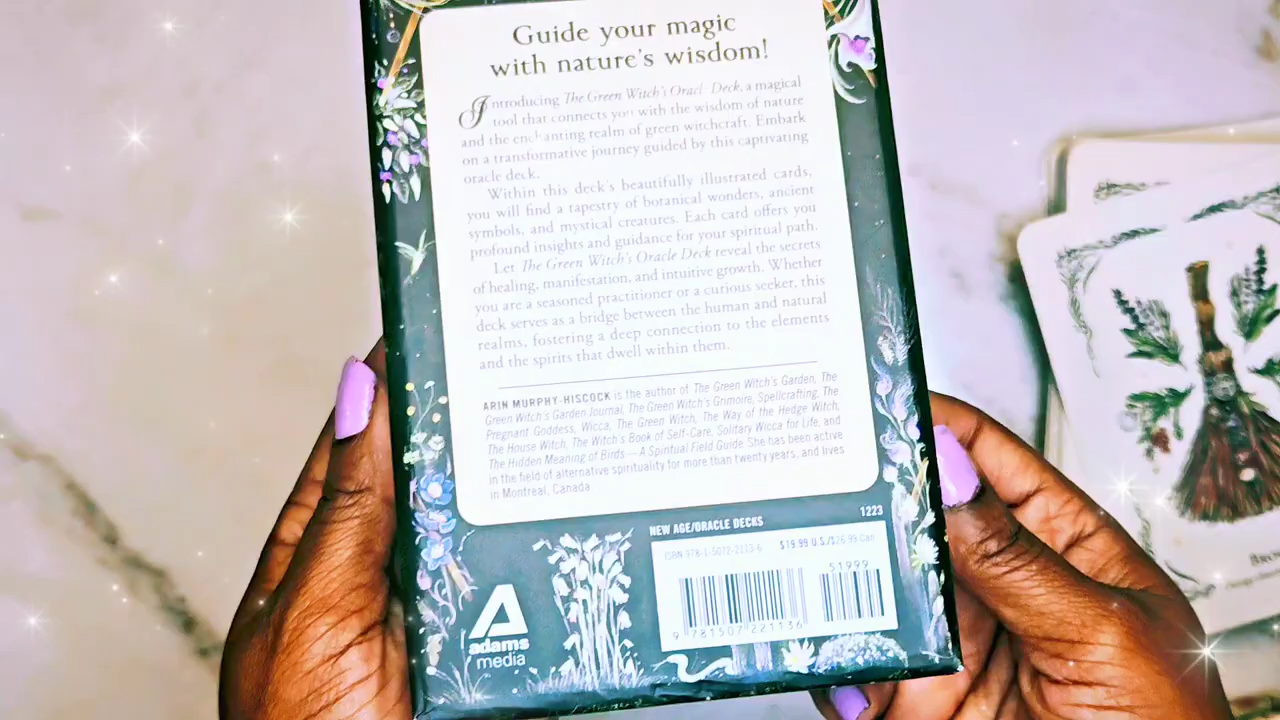 Guide your magic
with nature's wisdom!
Introducing The Green Witch's Oracle Deck, a magical
tool that connects you with the wisdom of nature
and the enchanting realm of green witchcraft. Embark
on a transformative journey guided by this captivating
oracle deck.
Within this deck's beautifully illustrated cards,
you will find a tapestry of botanical wonders, ancient
symbols, and mystical creatures. Each card offers you
profound insights and guidance for your spiritual path.
Let The Green Witch's Oracle Deck reveal the secrets
of healing, manifestation, and intuitive growth. Whether
you are a seasoned practitioner or a curious seeker, this
deck serves as a bridge between the human and natural
realms, fostering a deep connection to the elements
and the spirits that dwell within them.
ARIN MURPHY-HISCOCK is the author of The Green Witch's Garden, The
Green Witch's Garden Journal, The Green Witch's Grimoire, Spellcrafting, The
Pregnant Goddess, Wicca, The Green Witch, The Way of the Hedge Witch,
The House Witch, The Witch's Book of Self-Care, Solitary Wicca for Life, and
The Hidden Meaning of Birds—A Spiritual Field Guide. She has been active
in the field of alternative spirituality for more than twenty years, and lives
in Montreal, Canada.
NEW AGE/ORACLE DECKS 1223
ISBN 978-1-5072-2113-6 $19.99 U.S./$26.99 Can.
51999
9 781507 221136
adams
media